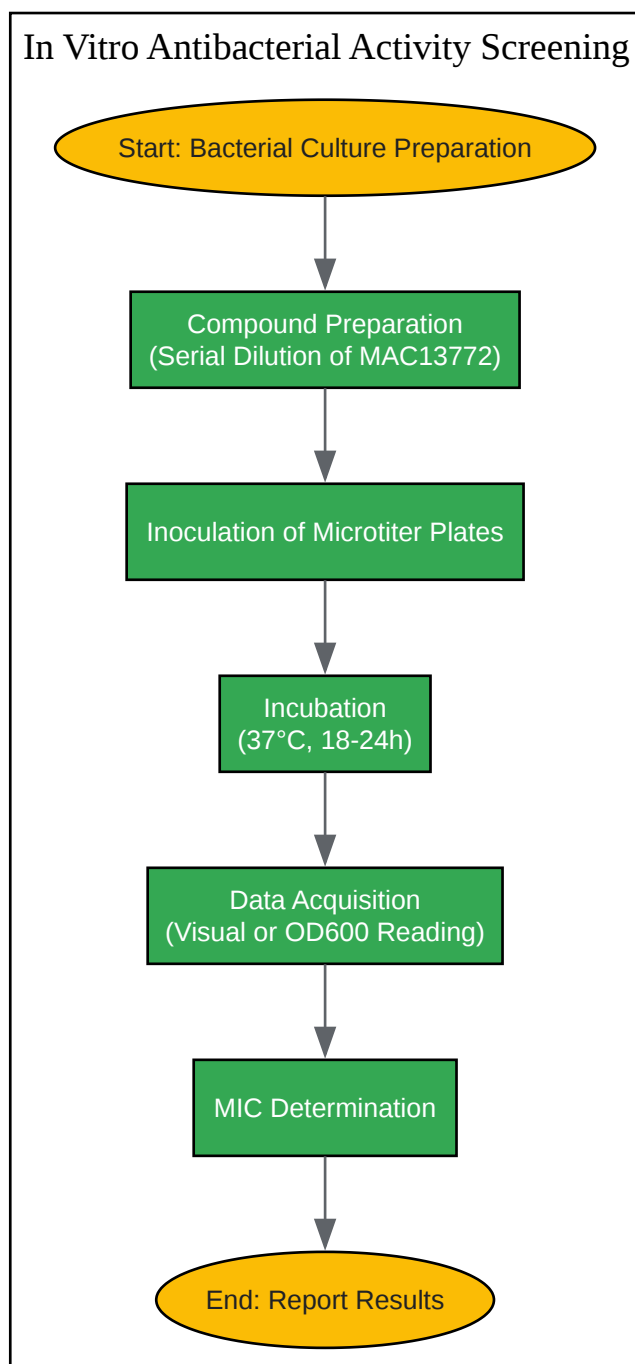 In Vitro Antibacterial Activity Screening
Start: Bacterial Culture Preparation
Compound Preparation
(Serial Dilution of MAC13772)
Inoculation of Microtiter Plates
Incubation
(37°C, 18-24h)
Data Acquisition
(Visual or OD600 Reading)
MIC Determination
End: Report Results